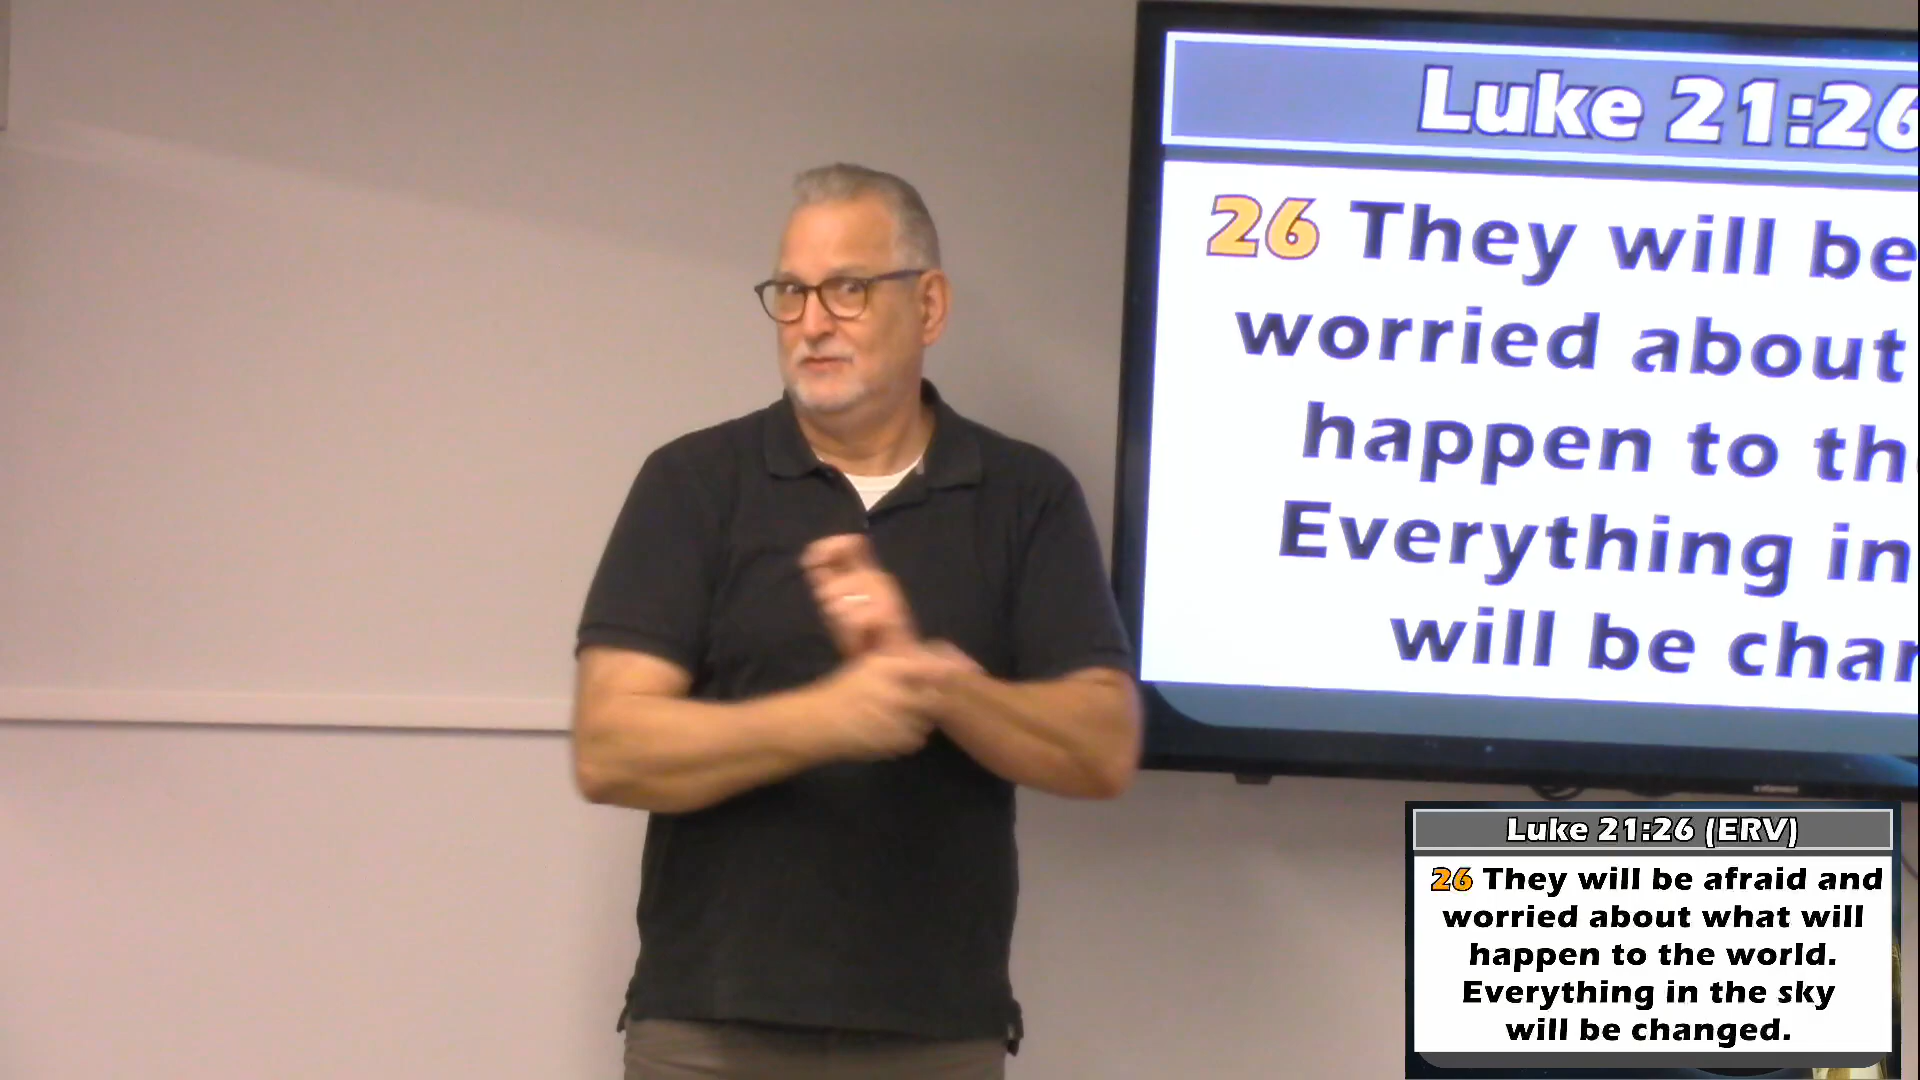 Luke 21:26
26 They will be
worried about
happen to th
Everything in
will be char
Luke 21:26 (ERV)
26 They will be afraid and
worried about what will
happen to the world.
Everything in the sky
will be changed.